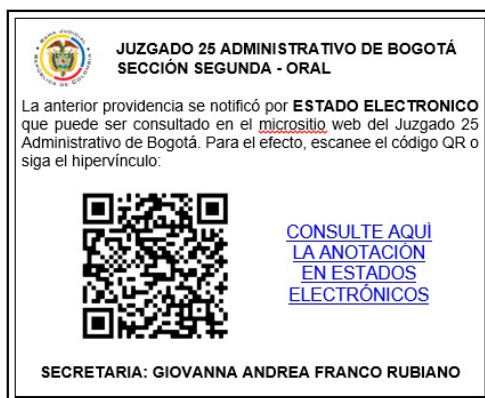 JUZGADO 25 ADMINISTRATIVO DE BOGOTÁ
SECCIÓN SEGUNDA - ORAL
La anterior providencia se notificó por ESTADO ELECTRONICO
que puede ser consultado en el micrositio web del Juzgado 25
Administrativo de Bogotá. Para el efecto, escanee el código QR o
siga el hipervínculo:
CONSULTE AQUÍ
LA ANOTACIÓN
EN ESTADOS
ELECTRÓNICOS
SECRETARIA: GIOVANNA ANDREA FRANCO RUBIANO